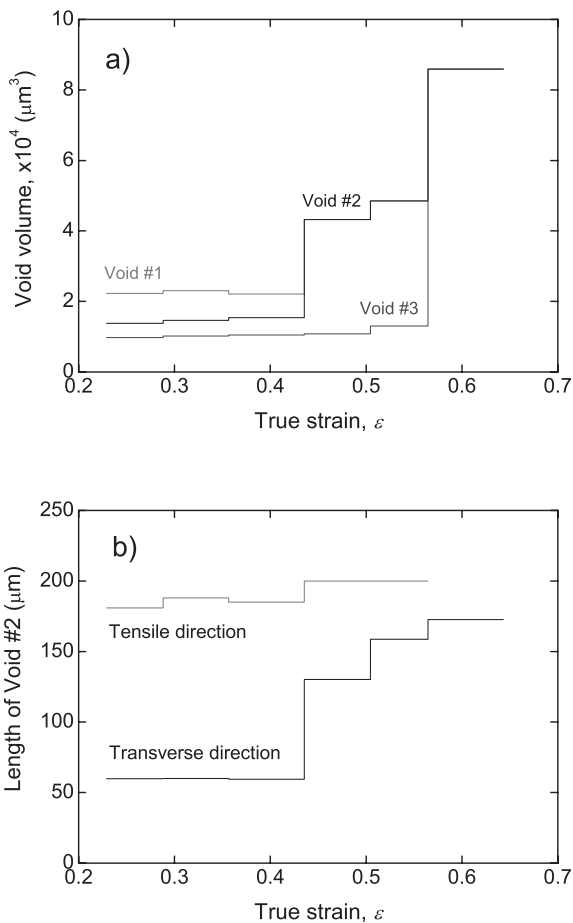 a)
Void volume, x10⁴ (μm³)
10
8
6
4
2
0
Void #1
Void #2
Void #3
0.2 0.3 0.4 0.5 0.6 0.7
True strain, ε
b)
Length of Void #2 (μm)
250
200
150
100
50
0
Tensile direction
Transverse direction
0.2 0.3 0.4 0.5 0.6 0.7
True strain, ε